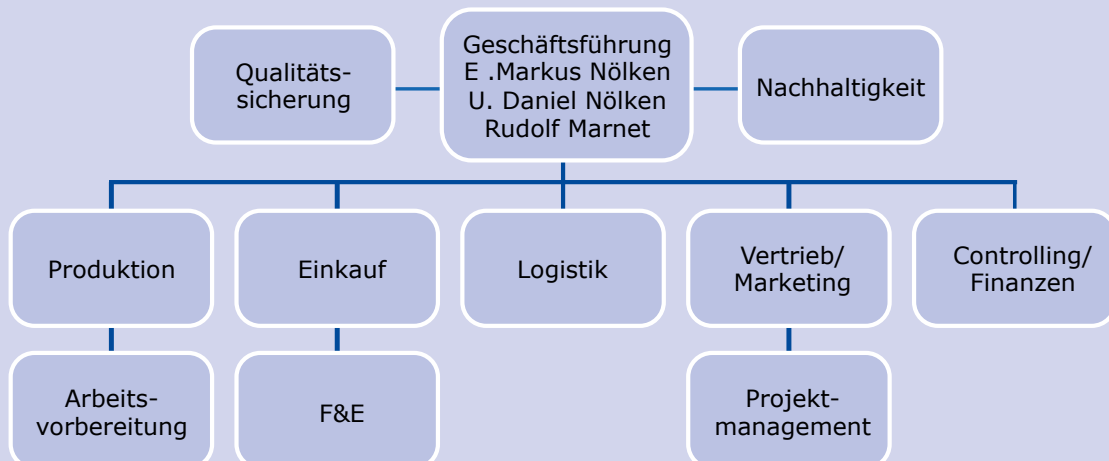 Qualitäts-
sicherung
Geschäftsführung
E .Markus Nölken
U. Daniel Nölken
Rudolf Marnet
Nachhaltigkeit
Produktion
Einkauf
Logistik
Vertrieb/
Marketing
Controlling/
Finanzen
Arbeits-
vorbereitung
F&E
Projekt-
management